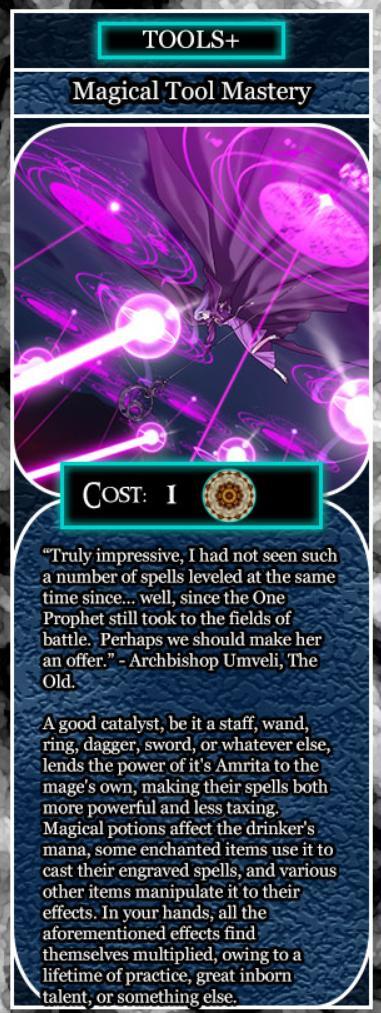 TOOLS+
Magical Tool Mastery
COST: 1
“Truly impressive, I had not seen such
a number of spells leveled at the same
time since... well, since the One
Prophet still took to the fields of
battle. Perhaps we should make her
an offer.” - Archbishop Umveli, The
Old.
A good catalyst, be it a staff, wand,
ring, dagger, sword, or whatever else,
lends the power of it's Amrita to the
mage's own, making their spells both
more powerful and less taxing.
Magical potions affect the drinker's
mana, some enchanted items use it to
cast their engraved spells, and various
other items manipulate it to their
effects. In your hands, all the
aforementioned effects find
themselves multiplied, owing to a
lifetime of practice, great inborn
talent, or something else.